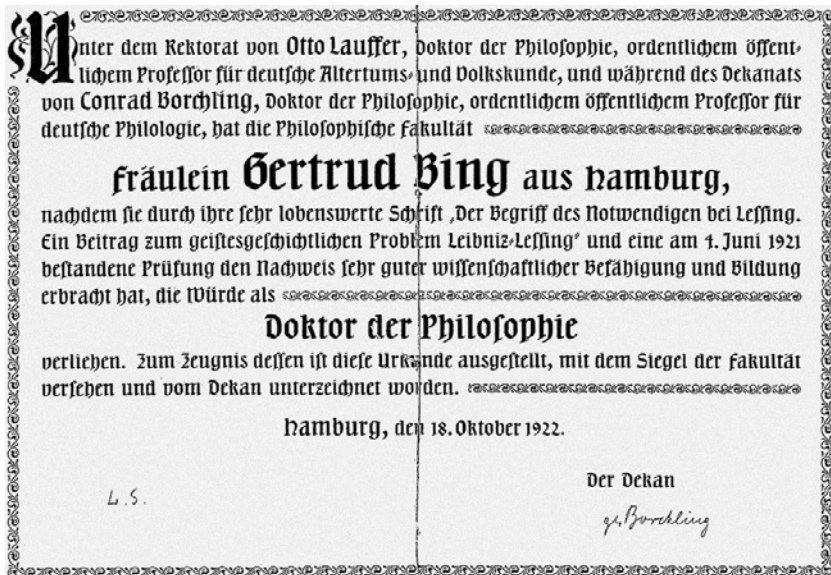 Unter dem Rektorat von Otto Lauffer, Doktor der Philoſophie, ordentlichem öffent-
lichem Profeſſor für deutſche Altertums- und Volkskunde, und während des Dekanats
von Conrad Borchling, Doktor der Philoſophie, ordentlichem öffentlichem Profeſſor für
deutſche Philologie, hat die Philoſophiſche Fakultät
Fräulein Gertrud Bing aus Hamburg,
nachdem ſie durch ihre ſehr lobenswerte Schrift „Der Begriff des Notwendigen bei Leſſing.
Ein Beitrag zum geiſtesgeſchichtlichen Problem Leibniz-Leſſing“ und eine am 4. Juni 1921
beſtandene Prüfung den Nachweis ſehr guter wiſſenſchaftlicher Befähigung und Bildung
erbracht hat, die Würde als
Doktor der Philoſophie
verliehen. Zum Zeugnis deſſen iſt dieſe Urkunde ausgeſtellt, mit dem Siegel der Fakultät
verſehen und vom Dekan unterzeichnet worden.
Hamburg, den 18. Oktober 1922.
Der Dekan
L. S.
gez. Borchling